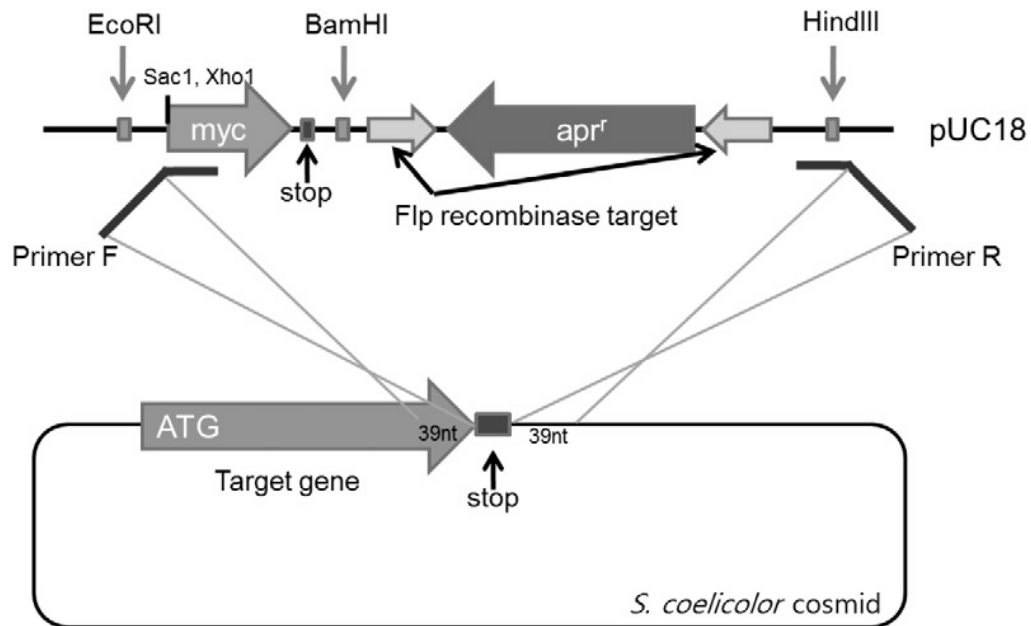 EcoRI
BamHI
HindIII
Sac1, Xho1
myc
aprʳ
pUC18
stop
Flp recombinase target
Primer F
Primer R
ATG
39nt
39nt
Target gene
stop
S. coelicolor cosmid